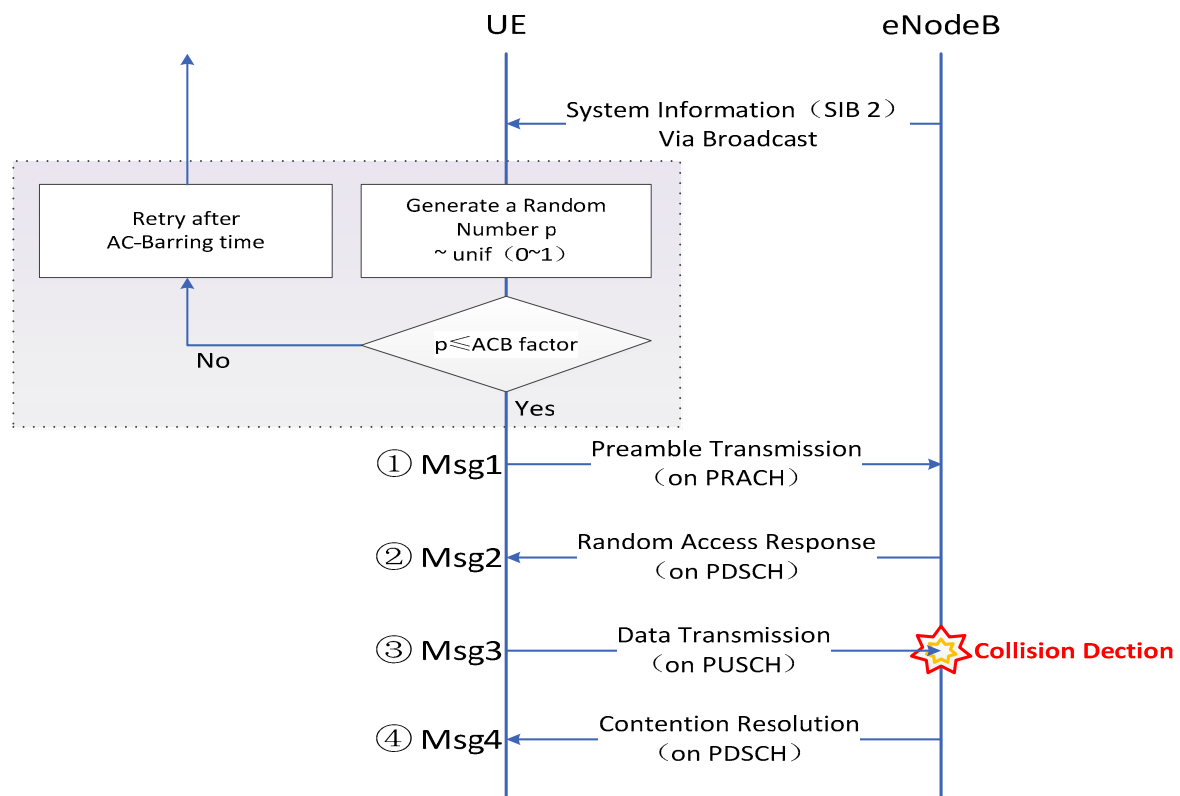 UE
eNodeB
System Information（SIB 2）
Via Broadcast
Retry after
AC-Barring time
Generate a Random
Number p
~ unif（0~1）
p≤ACB factor
No
Yes
① Msg1
Preamble Transmission
（on PRACH）
② Msg2
Random Access Response
（on PDSCH）
③ Msg3
Data Transmission
（on PUSCH）
Collision Dection
④ Msg4
Contention Resolution
（on PDSCH）